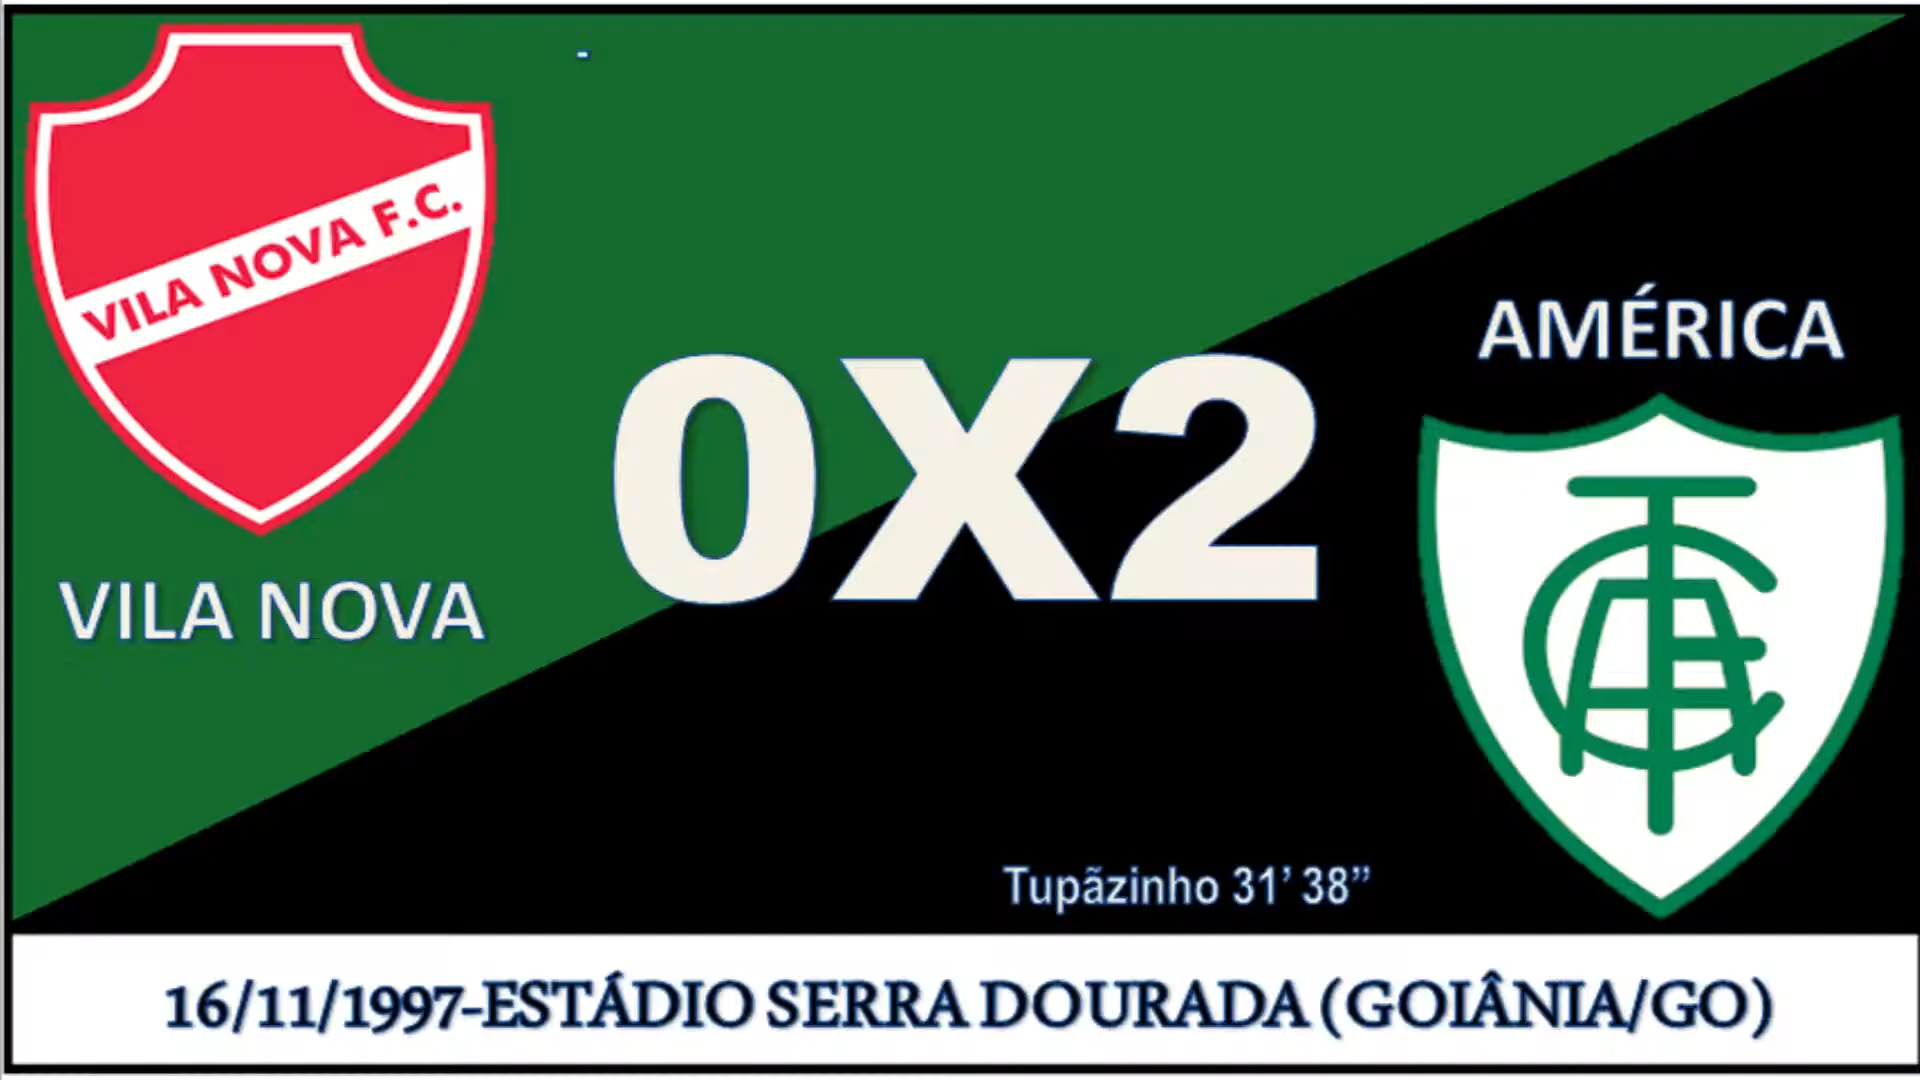 -
VILA NOVA F.C.
AMÉRICA
0X2
VILA NOVA
Tupãzinho 31’ 38”
16/11/1997-ESTÁDIO SERRA DOURADA (GOIÂNIA/GO)